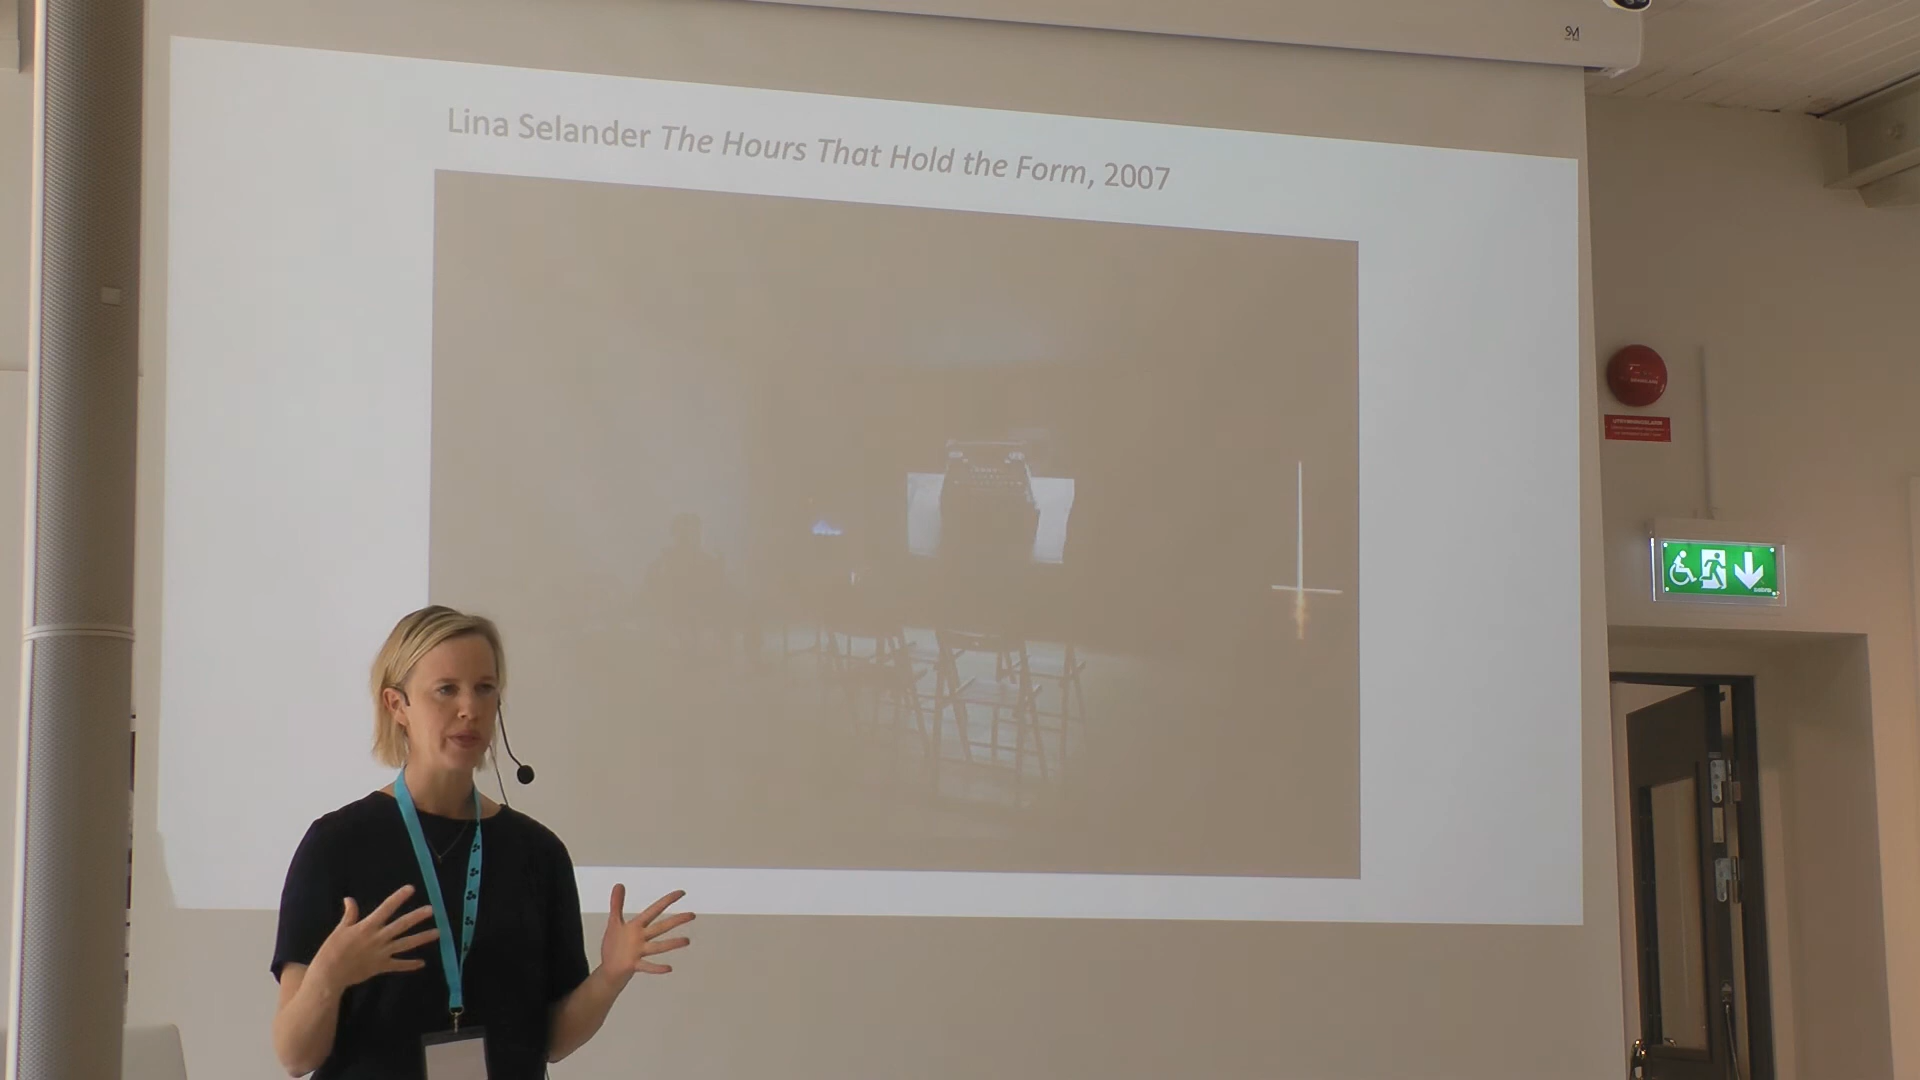 Lina Selander The Hours That Hold the Form, 2007